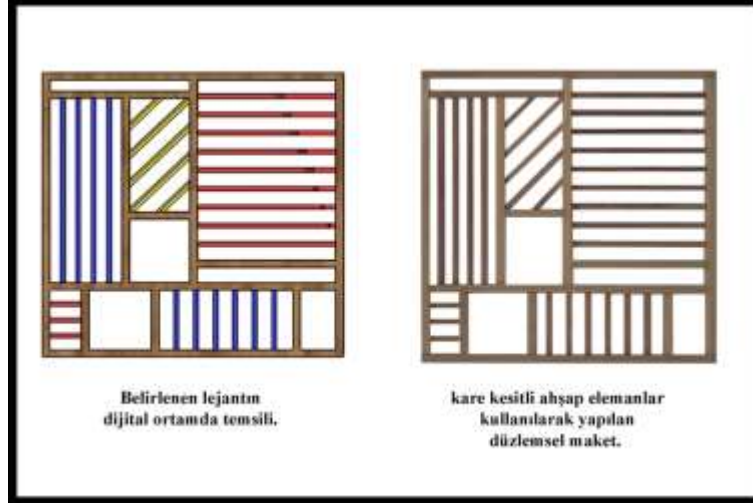 Belirlenen lejantın
dijital ortamda temsili.
kare kesitli ahşap elemanlar
kullanılarak yapılan
düzlemsel maket.